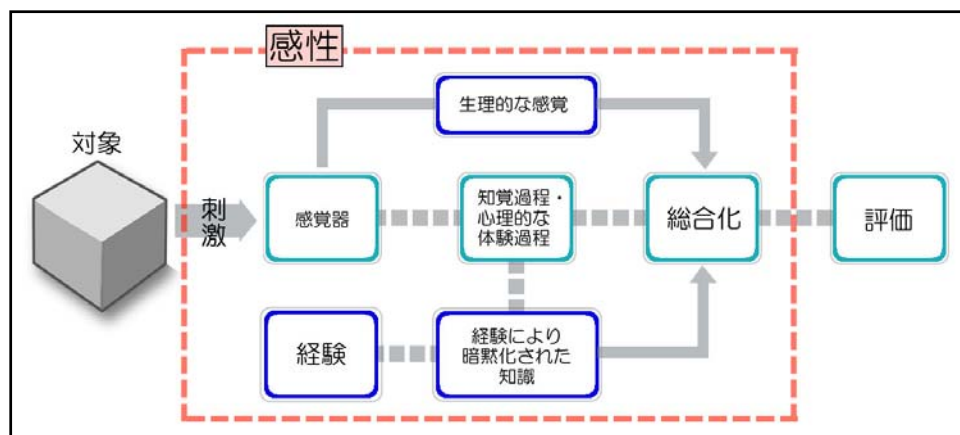 感性
生理的な感覚
対象
刺
激
感覚器
知覚過程・
心理的な
体験過程
総合化
評価
経験
経験により
暗黙化された
知識